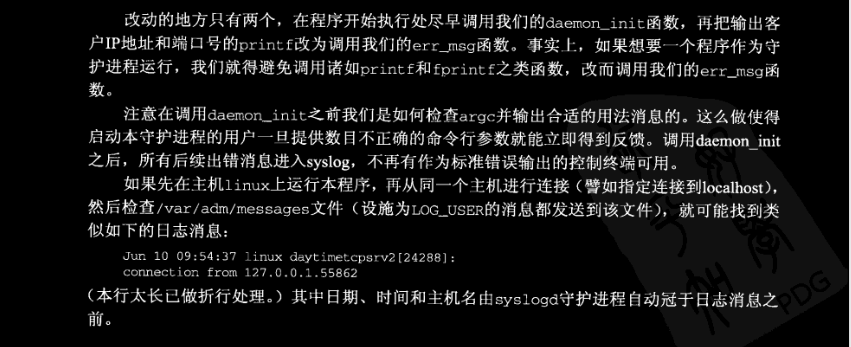 改动的地方只有两个，在程序开始执行处尽早调用我们的daemon_init函数，再把输出客
户IP地址和端口号的printf改为调用我们的err_msg函数。事实上，如果想要一个程序作为守
护进程运行，我们就得避免调用诸如printf和fprintf之类函数，改而调用我们的err_msg函
数。
注意在调用daemon_init之前我们是如何检查argc并输出合适的用法消息的。这么做使得
启动本守护进程的用户一旦提供数目不正确的命令行参数就能立即得到反馈。调用daemon_init
之后，所有后续出错消息进入syslog，不再有作为标准错误输出的控制终端可用。
如果先在主机linux上运行本程序，再从同一个主机进行连接（譬如指定连接到localhost），
然后检查/var/adm/messages文件（设施为LOG_USER的消息都发送到该文件），就可能找到类
似如下的日志消息：
Jun 10 09:54:37 linux daytimetcpsrv2[24288]:
connection from 127.0.0.1.55862
（本行太长已做折行处理。）其中日期、时间和主机名由syslogd守护进程自动冠于日志消息之
前。
PDG